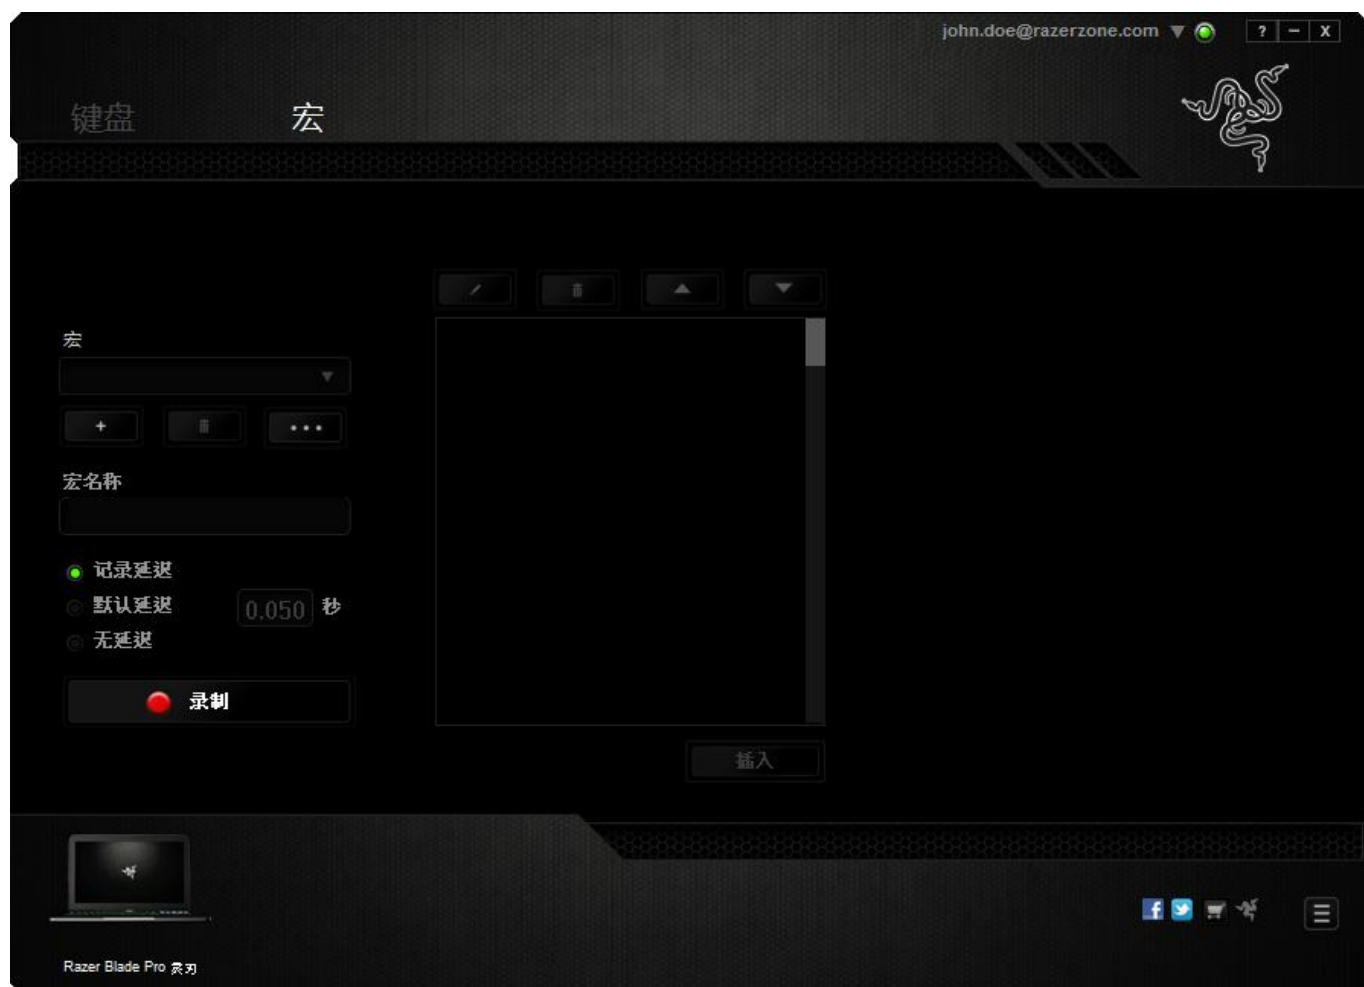 john.doe@razerzone.com
? - X
键盘 宏
宏
宏名称
记录延迟
默认延迟 0.050 秒
无延迟
录制
插入
Razer Blade Pro 灵刃